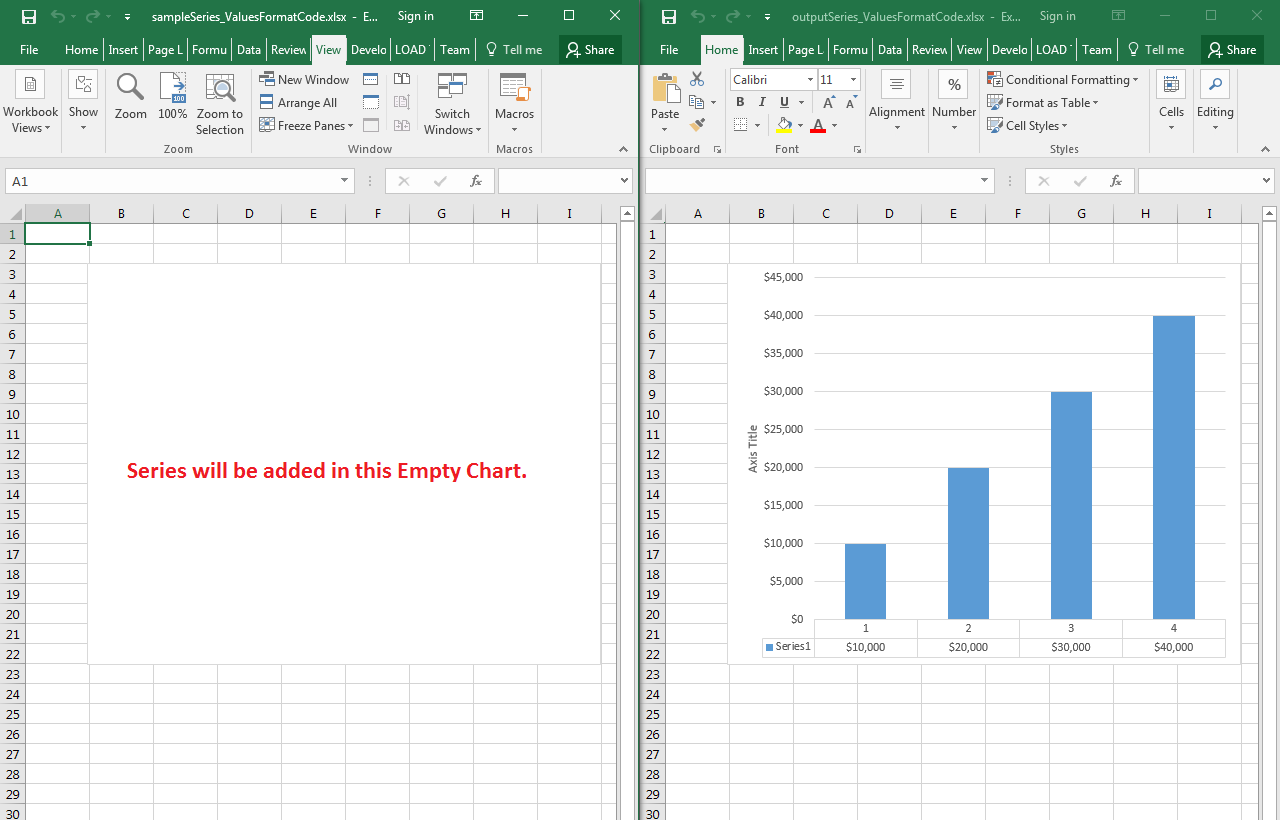 sampleSeries_ValuesFormatCode.xlsx - E... Sign in
File Home Insert Page L Formu Data Review View Develo LOAD Team Tell me Share
Workbook Views
Show
Zoom
100%
Zoom to Selection
Zoom
New Window
Arrange All
Freeze Panes
Switch Windows
Window
Macros
Macros
A1
fx
A B C D E F G H I
1
2
3
4
5
6
7
8
9
10
11
12
13
14
15
16
17
18
19
20
21
22
23
24
25
26
27
28
29
30
Series will be added in this Empty Chart.
outputSeries_ValuesFormatCode.xlsx - Ex... Sign in
File Home Insert Page L Formu Data Review View Develo LOAD Team Tell me Share
Paste
Clipboard
Calibri 11
B I U A A
A
Font
Alignment
%
Number
Conditional Formatting
Format as Table
Cell Styles
Styles
Cells
Editing
fx
A B C D E F G H I
1
2
3
4
5
6
7
8
9
10
11
12
13
14
15
16
17
18
19
20
21
22
23
24
25
26
27
28
29
30
$45,000
$40,000
$35,000
$30,000
$25,000
$20,000
$15,000
$10,000
$5,000
$0
Axis Title
1 2 3 4
Series1 $10,000 $20,000 $30,000 $40,000